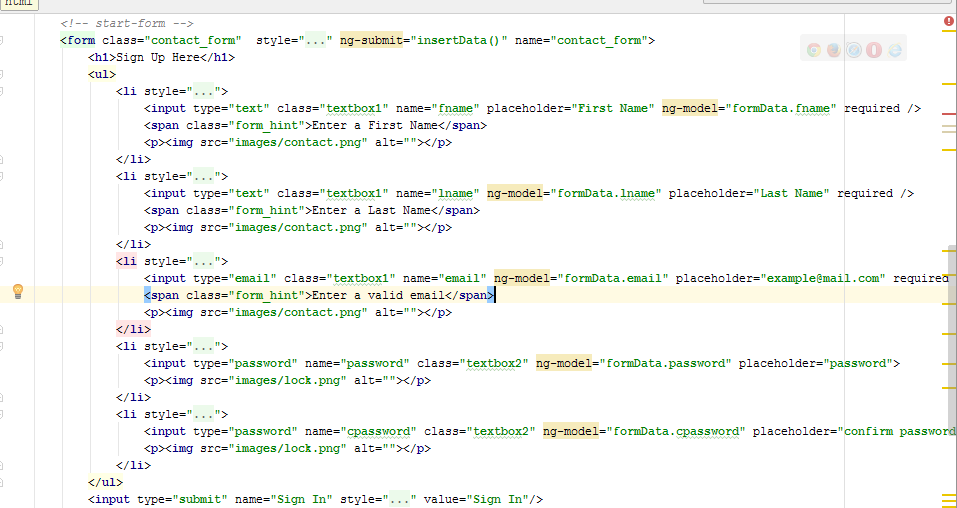 html
<!-- start-form -->
<form class="contact_form"  style="..." ng-submit="insertData()" name="contact_form">
<h1>Sign Up Here</h1>
<ul>
<li style="...">
<input type="text" class="textbox1" name="fname" placeholder="First Name" ng-model="formData.fname" required />
<span class="form_hint">Enter a First Name</span>
<p><img src="images/contact.png" alt=""></p>
</li>
<li style="...">
<input type="text" class="textbox1" name="lname" ng-model="formData.lname" placeholder="Last Name" required />
<span class="form_hint">Enter a Last Name</span>
<p><img src="images/contact.png" alt=""></p>
</li>
<li style="...">
<input type="email" class="textbox1" name="email" ng-model="formData.email" placeholder="example@mail.com" required
<span class="form_hint">Enter a valid email</span>
<p><img src="images/contact.png" alt=""></p>
</li>
<li style="...">
<input type="password" name="password" class="textbox2" ng-model="formData.password" placeholder="password">
<p><img src="images/lock.png" alt=""></p>
</li>
<li style="...">
<input type="password" name="cpassword" class="textbox2" ng-model="formData.cpassword" placeholder="confirm password
<p><img src="images/lock.png" alt=""></p>
</li>
</ul>
<input type="submit" name="Sign In" style="..." value="Sign In"/>